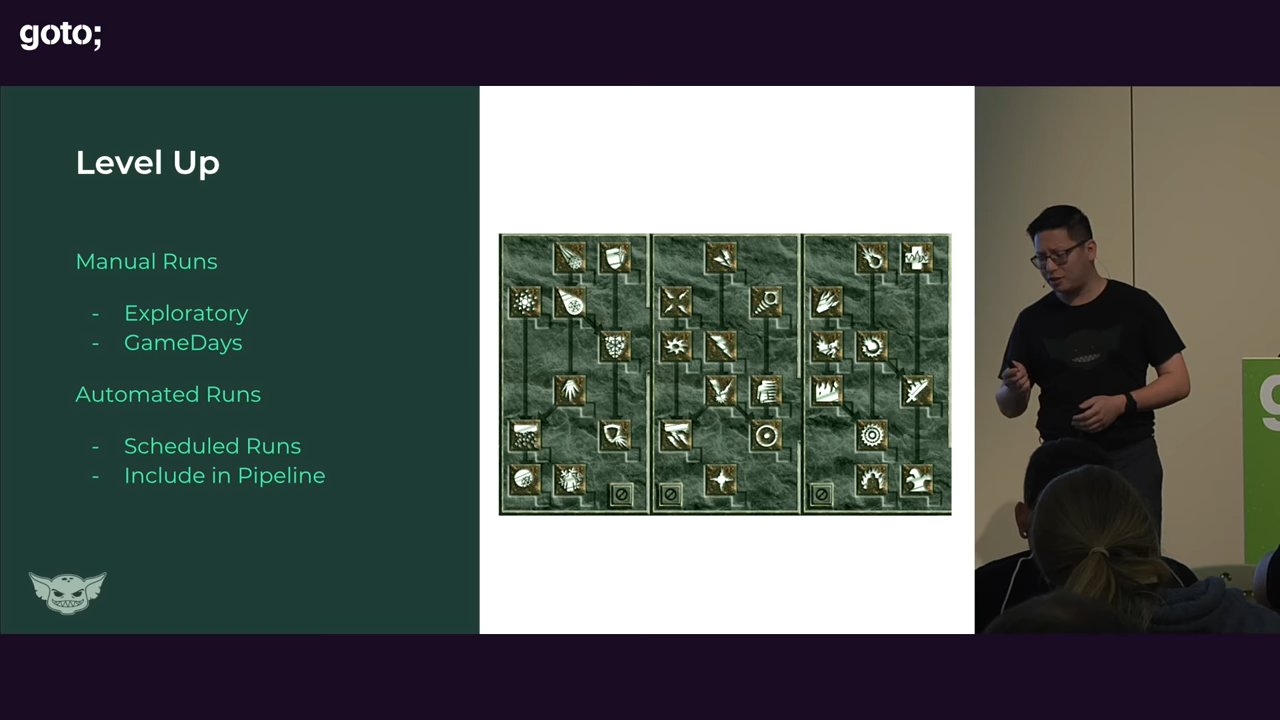 goto;
Level Up
Manual Runs
- Exploratory
- GameDays
Automated Runs
- Scheduled Runs
- Include in Pipeline
g